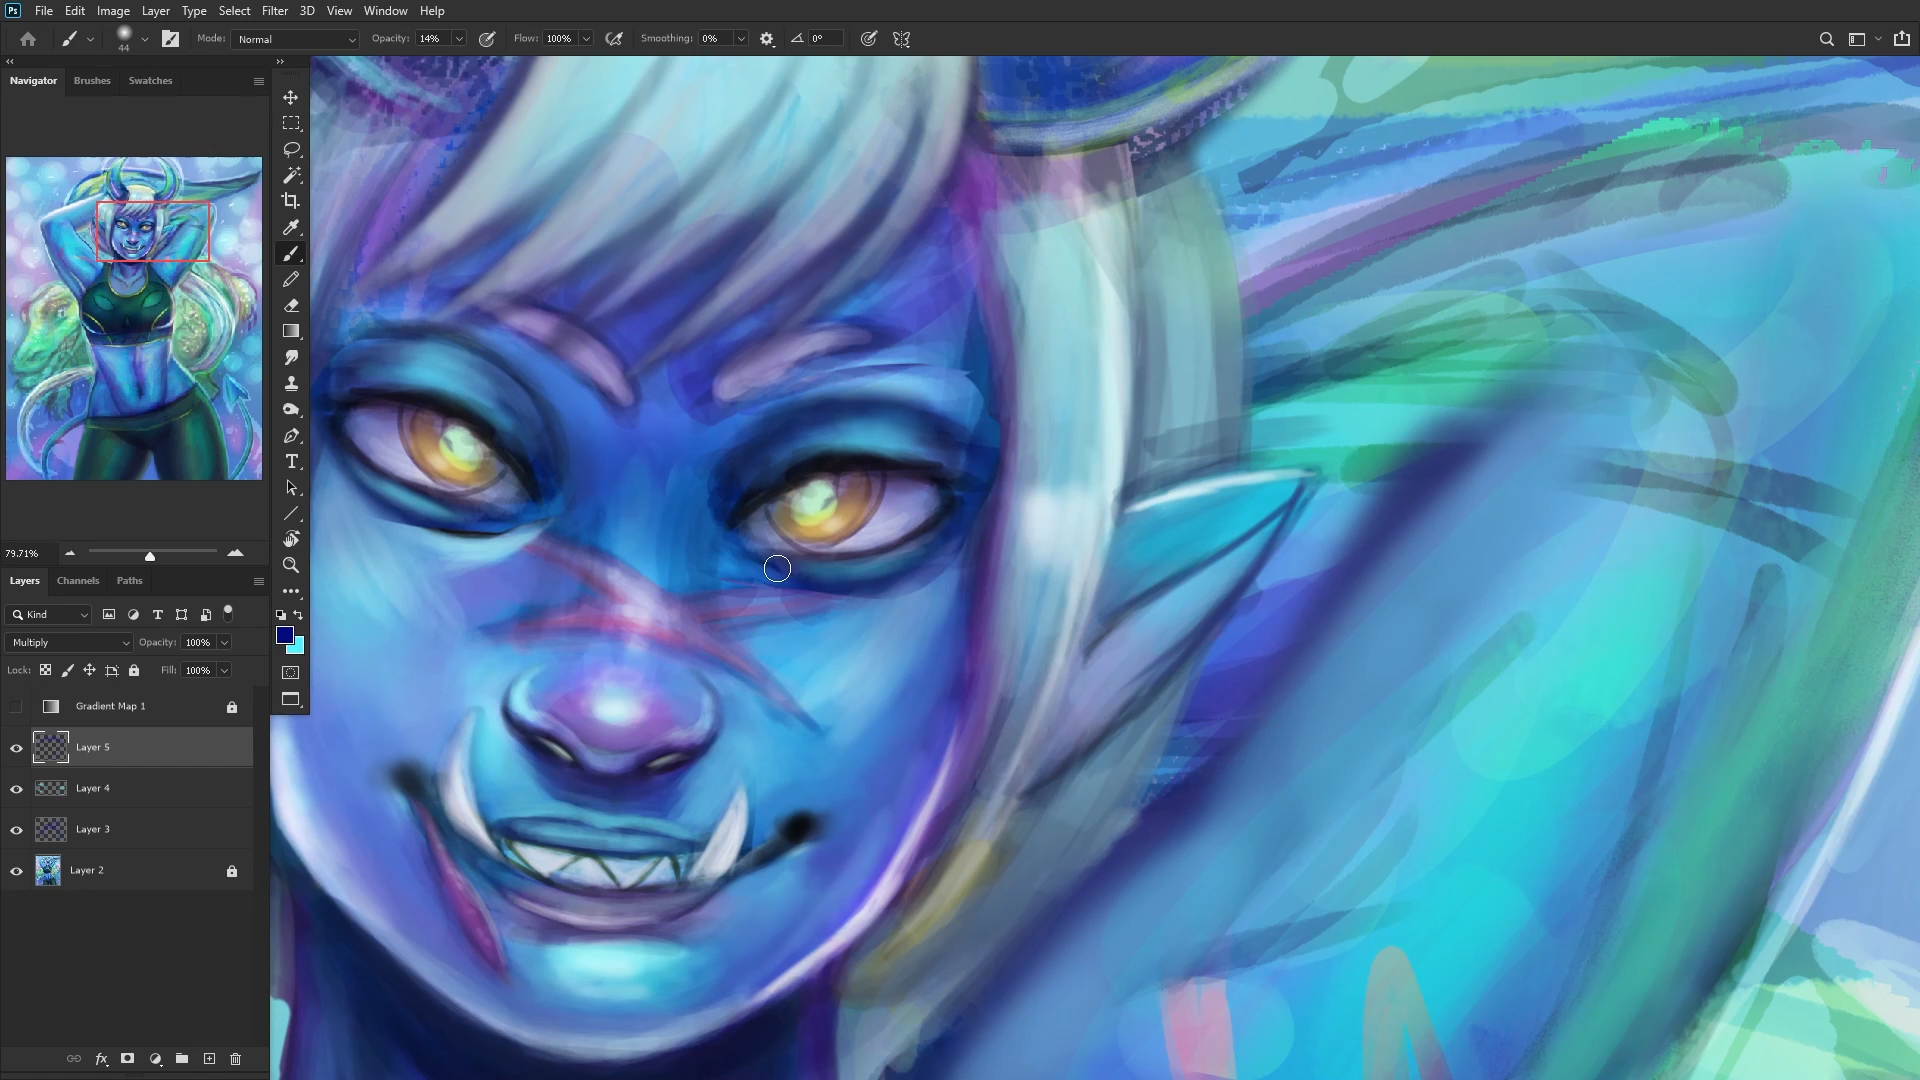 Ps File Edit Image Layer Type Select Filter 3D View Window Help
44 Mode: Normal Opacity: 14% Flow: 100% Smoothing: 0% 0°
Navigator Brushes Swatches
79.71%
Layers Channels Paths
Kind T
Multiply Opacity: 100%
Lock: Fill: 100%
Gradient Map 1
Layer 5
Layer 4
Layer 3
Layer 2
fx
T